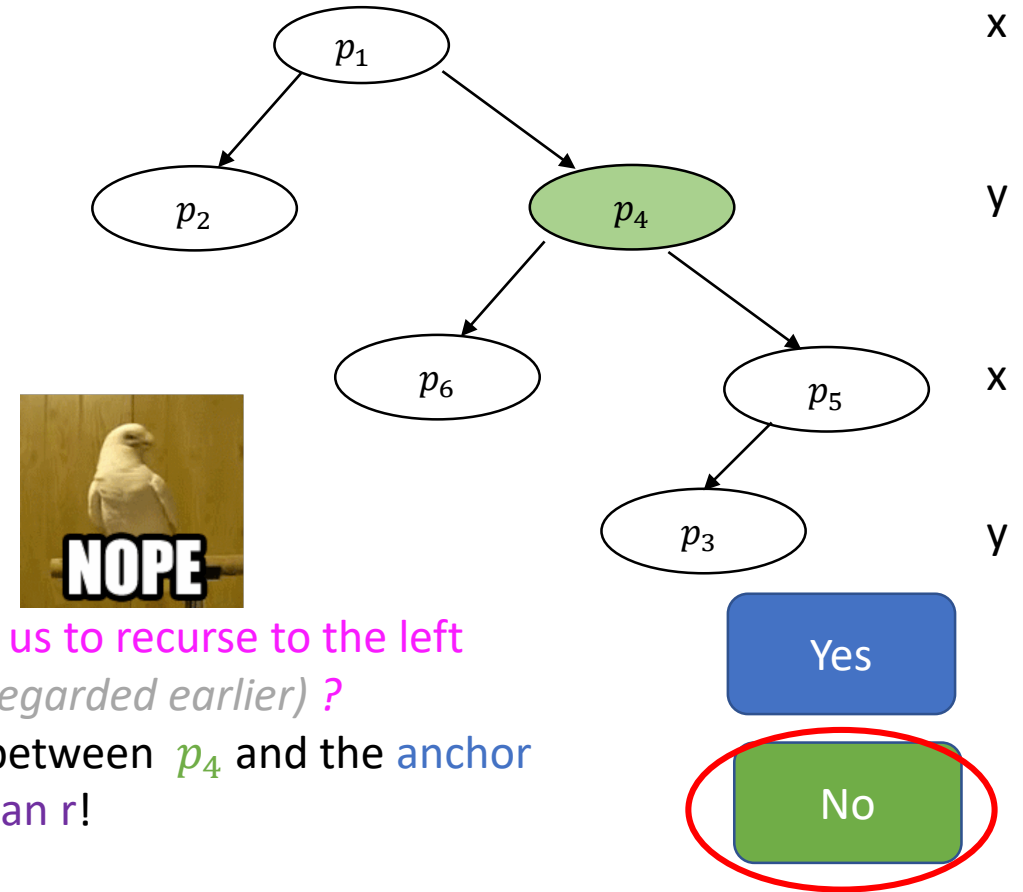 p₁
x
p₂
p₄
y
p₆
p₅
x
p₃
y
NOPE
us to recurse to the left
egarded earlier) ?
between p₄ and the anchor
an r!
Yes
No